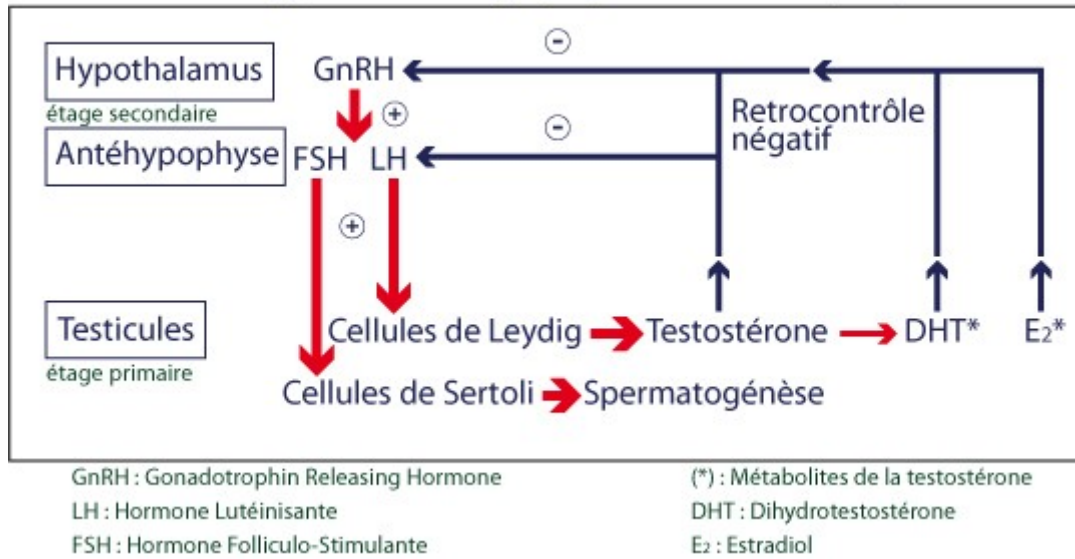 Hypothalamus GnRH
étage secondaire
Retrocontrôle
négatif
Antéhypophyse FSH LH
Testicules
étage primaire
Cellules de Leydig Testostérone DHT* E₂*
Cellules de Sertoli Spermatogénèse
GnRH : Gonadotrophin Releasing Hormone
LH : Hormone Lutéinisante
FSH : Hormone Folliculo-Stimulante
(*) : Métabolites de la testostérone
DHT : Dihydrotestostérone
E₂ : Estradiol